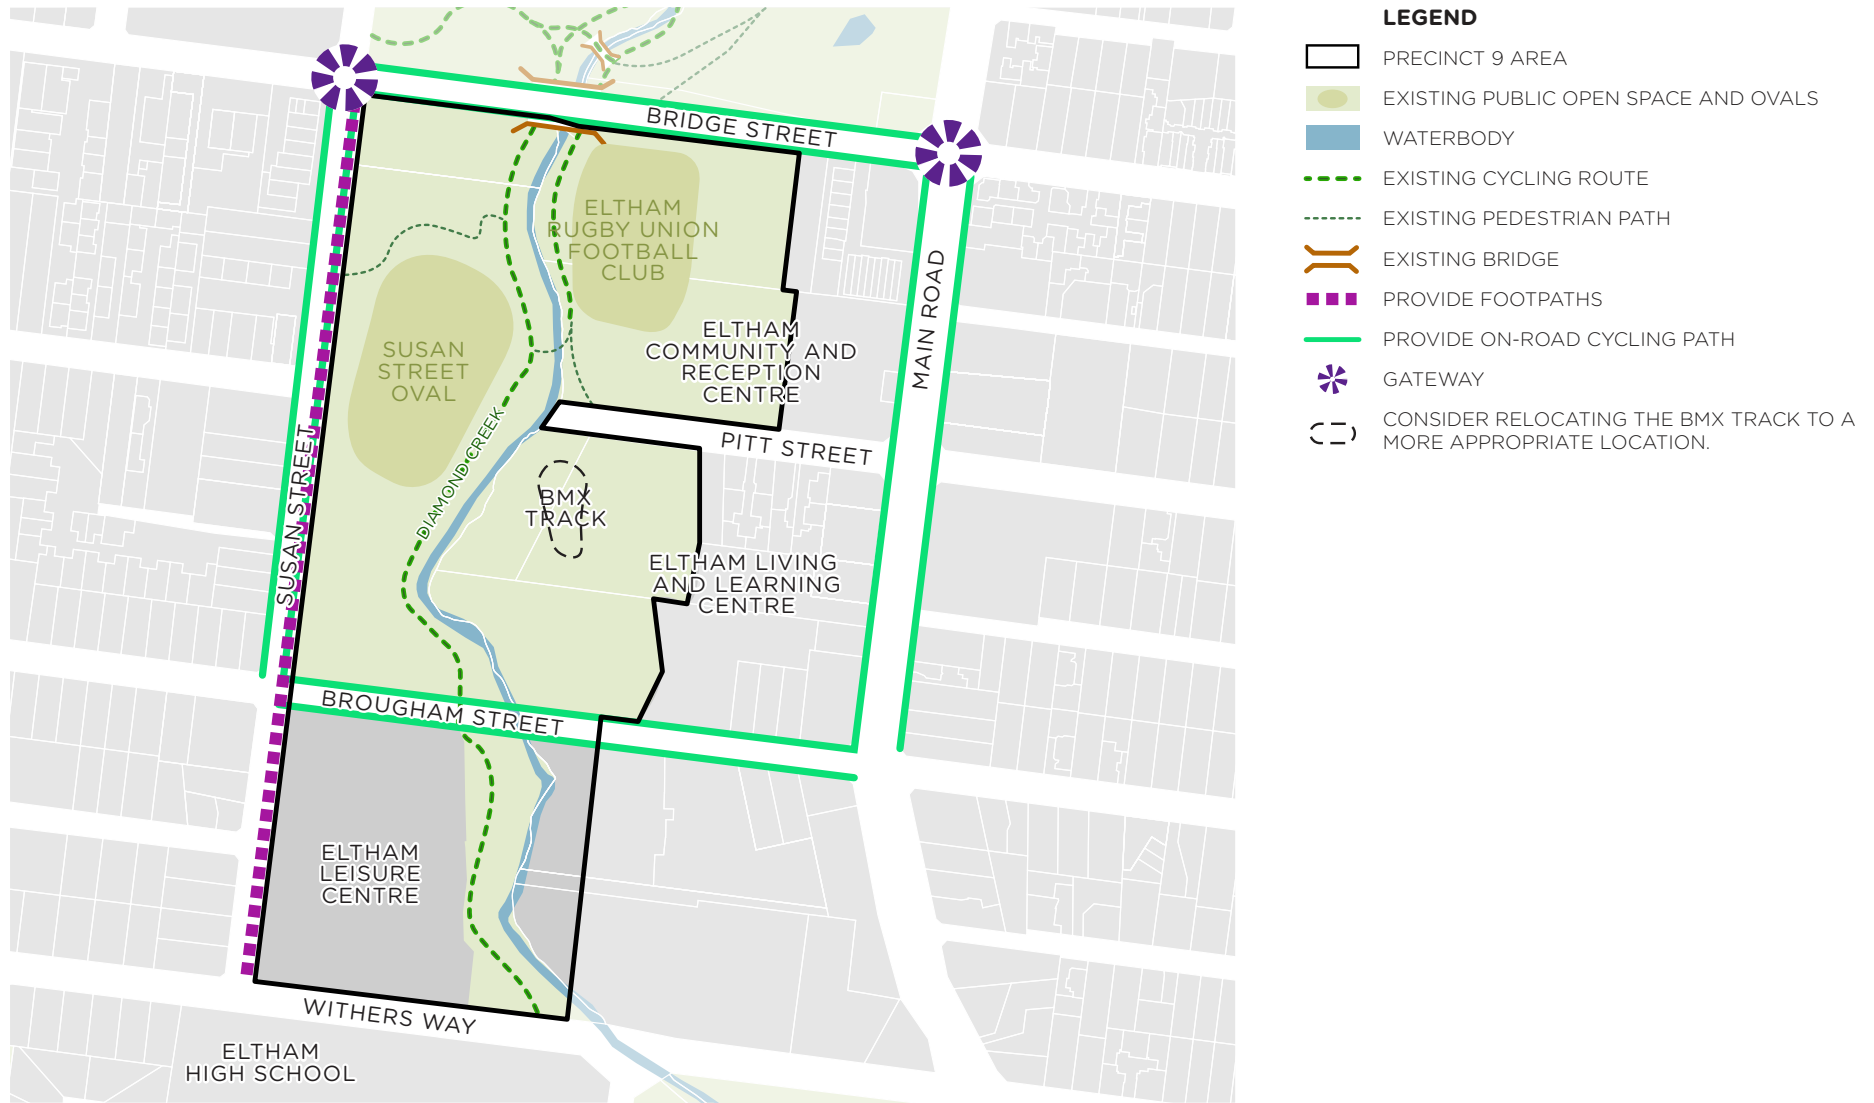 BRIDGE STREET
ELTHAM
RUGBY UNION
FOOTBALL
CLUB
MAIN ROAD
ELTHAM
COMMUNITY AND
RECEPTION
CENTRE
SUSAN
STREET
OVAL
PITT STREET
DIAMOND CREEK
SUSAN STREET
BMX
TRACK
ELTHAM LIVING
AND LEARNING
CENTRE
BROUGHAM STREET
ELTHAM
LEISURE
CENTRE
WITHERS WAY
ELTHAM
HIGH SCHOOL
LEGEND
PRECINCT 9 AREA
EXISTING PUBLIC OPEN SPACE AND OVALS
WATERBODY
EXISTING CYCLING ROUTE
EXISTING PEDESTRIAN PATH
EXISTING BRIDGE
PROVIDE FOOTPATHS
PROVIDE ON-ROAD CYCLING PATH
GATEWAY
CONSIDER RELOCATING THE BMX TRACK TO A
MORE APPROPRIATE LOCATION.